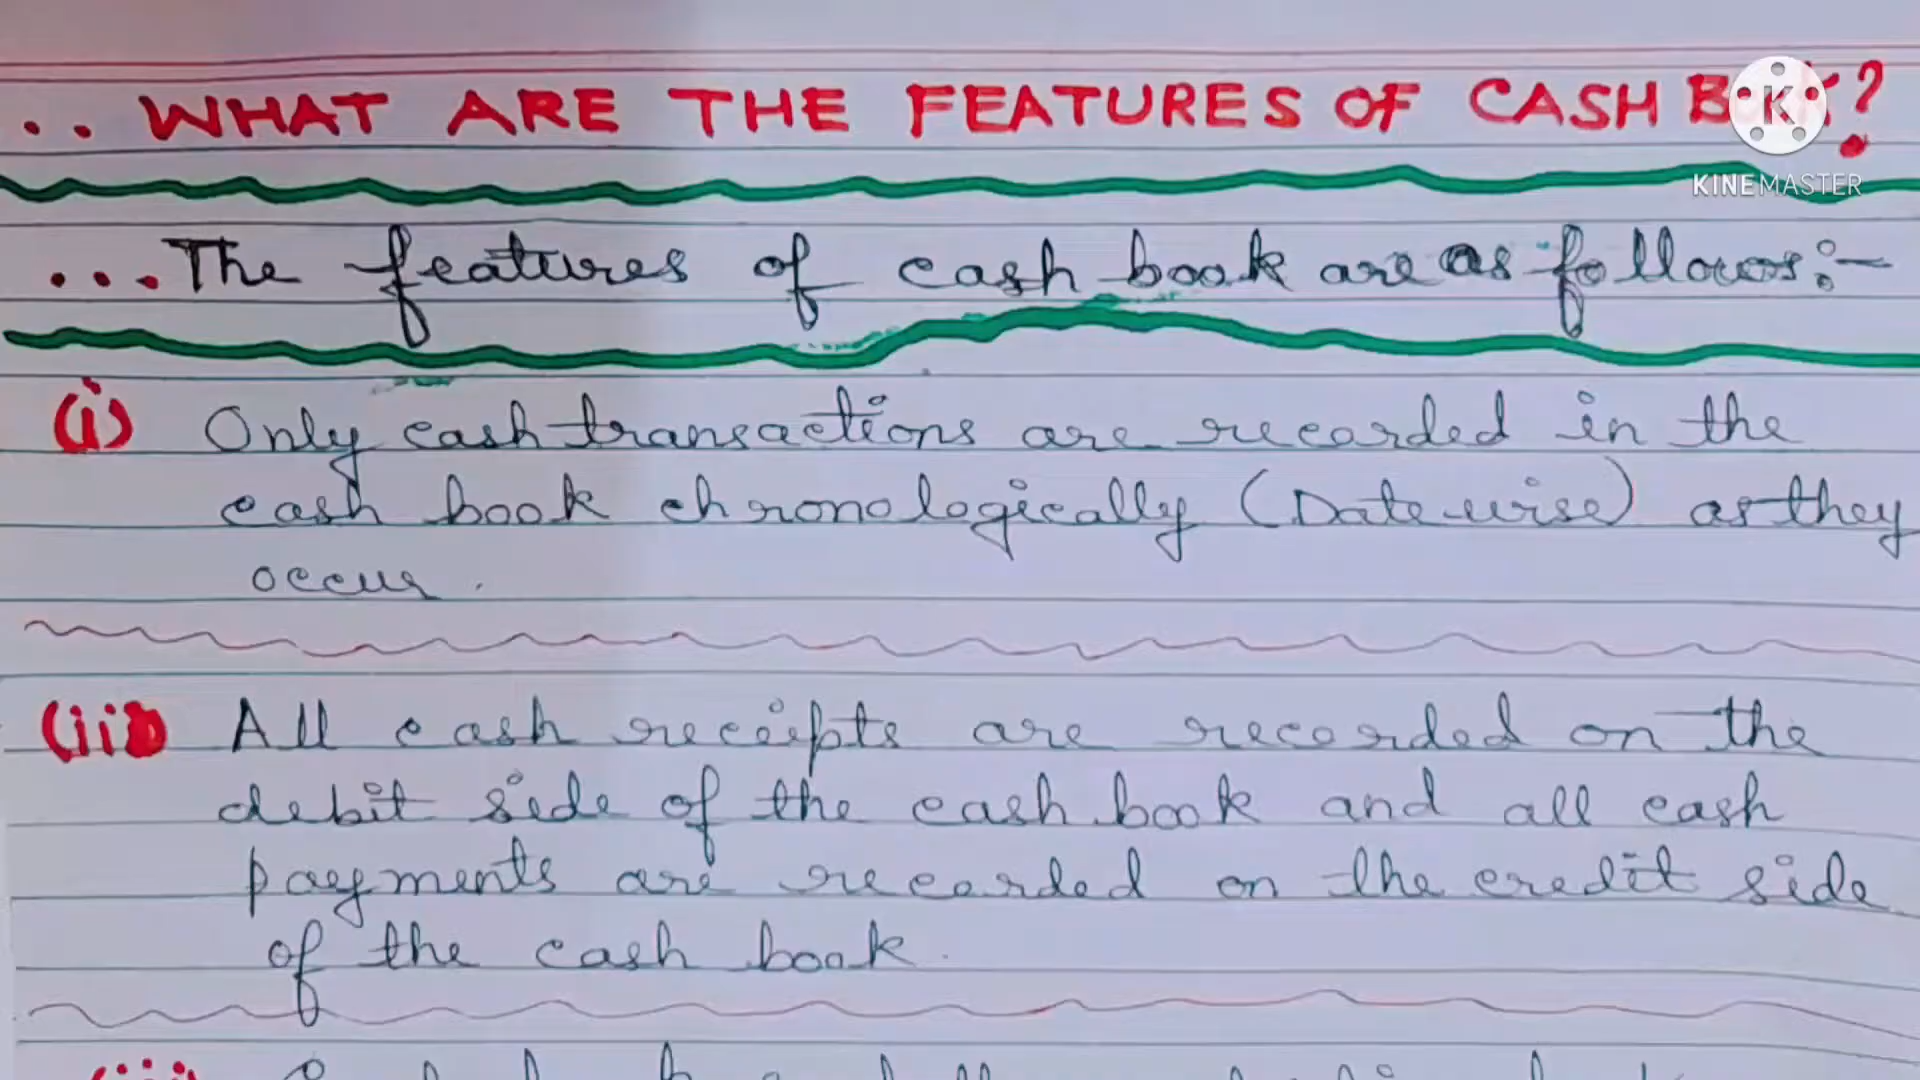 .. WHAT ARE THE FEATURES OF CASH BOOK?
KINEMASTER
... The features of cash book are as follows:-
(i) Only cash transactions are recorded in the
cash book chronologically (Date wise) as they
occur.
(ii) All cash receipts are recorded on the
debit side of the cash book and all cash
payments are recorded on the credit side
of the cash book.
(iii)